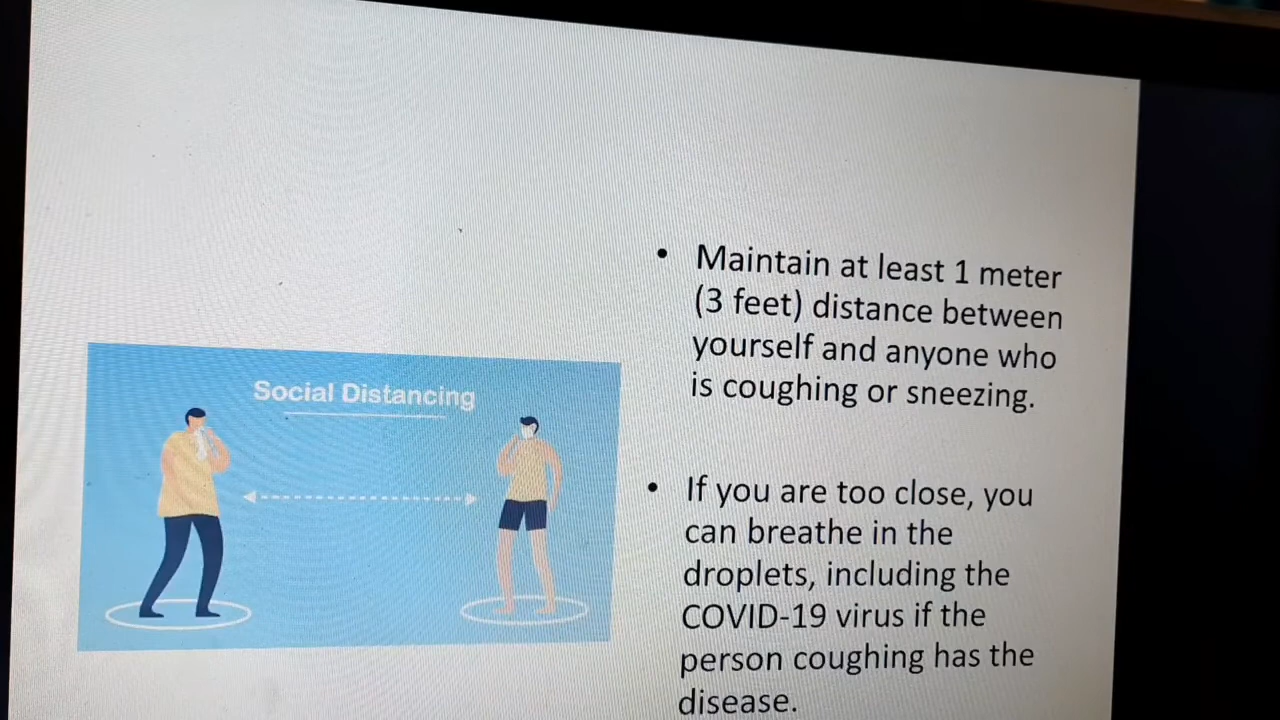 Social Distancing
• Maintain at least 1 meter
(3 feet) distance between
yourself and anyone who
is coughing or sneezing.
• If you are too close, you
can breathe in the
droplets, including the
COVID-19 virus if the
person coughing has the
disease.